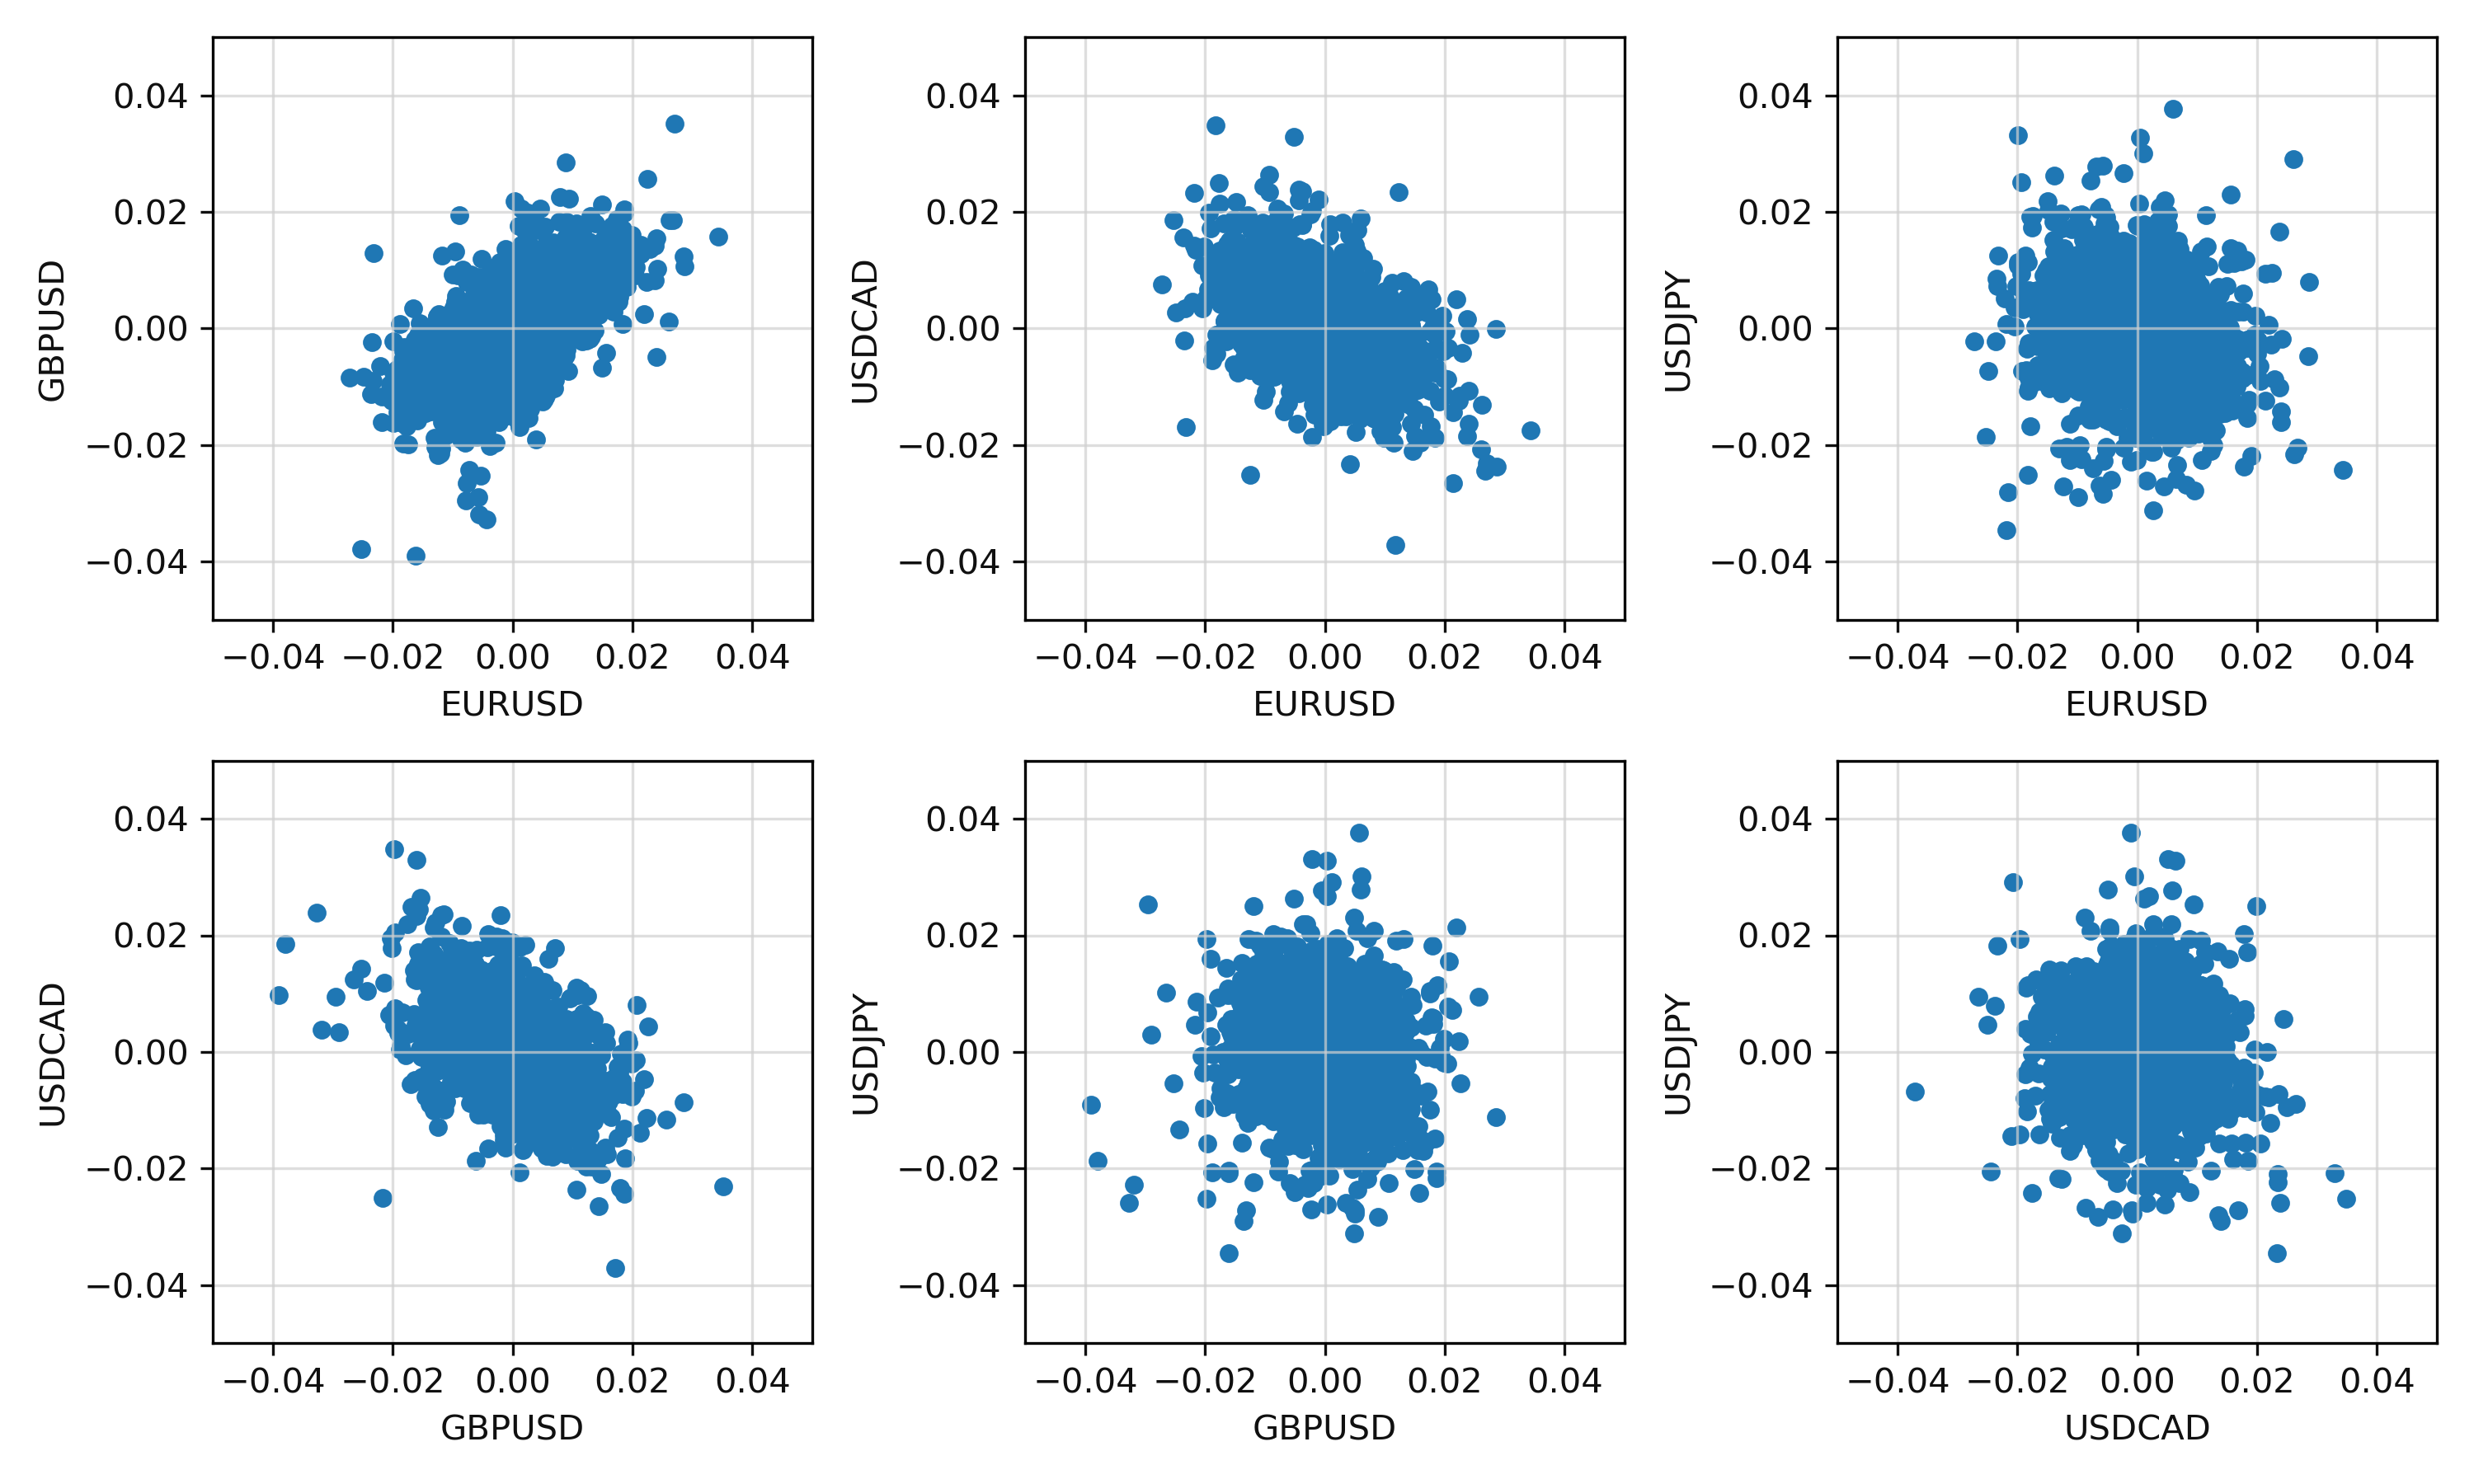 0.04 0.04 0.04
0.02 0.02 0.02
GBPUSD 0.00 USDCAD 0.00 USDJPY 0.00
−0.02 −0.02 −0.02
−0.04 −0.04 −0.04
−0.04 −0.02 0.00 0.02 0.04 −0.04 −0.02 0.00 0.02 0.04 −0.04 −0.02 0.00 0.02 0.04
EURUSD EURUSD EURUSD
0.04 0.04 0.04
0.02 0.02 0.02
USDCAD 0.00 USDJPY 0.00 USDJPY 0.00
−0.02 −0.02 −0.02
−0.04 −0.04 −0.04
−0.04 −0.02 0.00 0.02 0.04 −0.04 −0.02 0.00 0.02 0.04 −0.04 −0.02 0.00 0.02 0.04
GBPUSD GBPUSD USDCAD